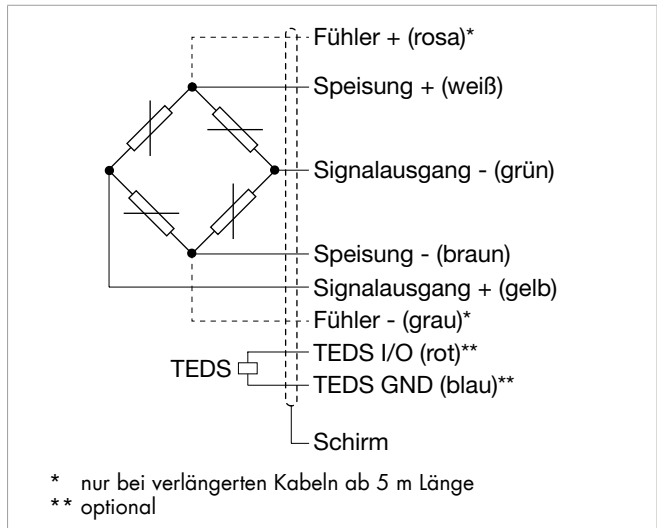 Fühler + (rosa)*
Speisung + (weiß)
Signalausgang - (grün)
Speisung - (braun)
Signalausgang + (gelb)
Fühler - (grau)*
TEDS I/O (rot)**
TEDS
TEDS GND (blau)**
Schirm
* nur bei verlängerten Kabeln ab 5 m Länge
** optional